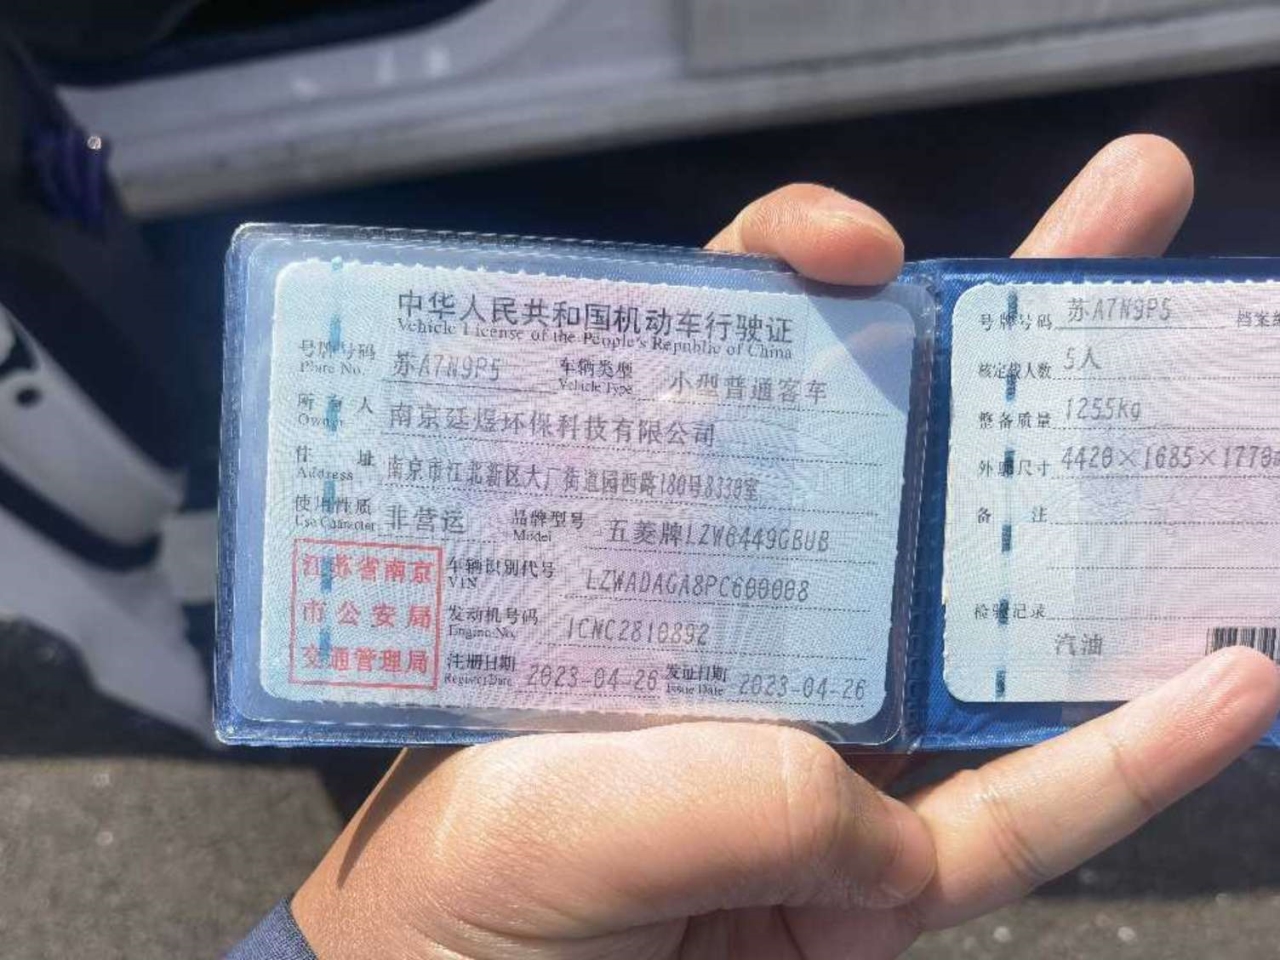 中华人民共和国机动车行驶证
Vehicle License of the People's Republic of China
号牌号码 苏A7N9P5 车辆类型 小型普通客车
Plate No. Vehicle Type
所有人 南京廷煜环保科技有限公司
Owner
住址 南京市江北新区大厂街道园西路180号8330室
Address
使用性质 非营运 品牌型号 五菱牌LZW6449GBUB
Use Character Model
江苏省南京
市公安局
交通管理局
车辆识别代号 LZWADAGA8PC600008
VIN
发动机号码 1CNC2810892
Engine No.
注册日期 2023-04-26 发证日期 2023-04-26
Register Date Issue Date
号牌号码 苏A7N9P5 档案
核定载人数 5人
整备质量 1255kg
外廓尺寸 4420×1685×1770
备注
检验记录
汽油